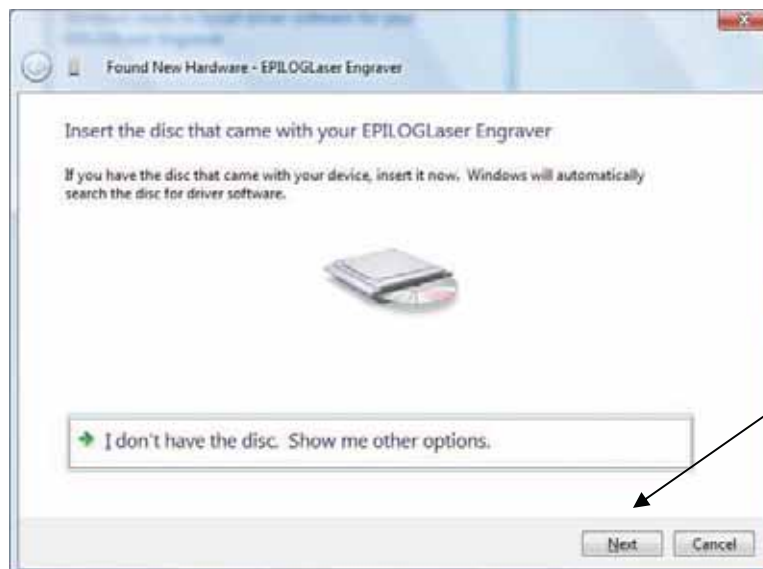 Found New Hardware - EPILOGLaser Engraver
Insert the disc that came with your EPILOGLaser Engraver
If you have the disc that came with your device, insert it now. Windows will automatically
search the disc for driver software.
I don't have the disc. Show me other options.
Next
Cancel